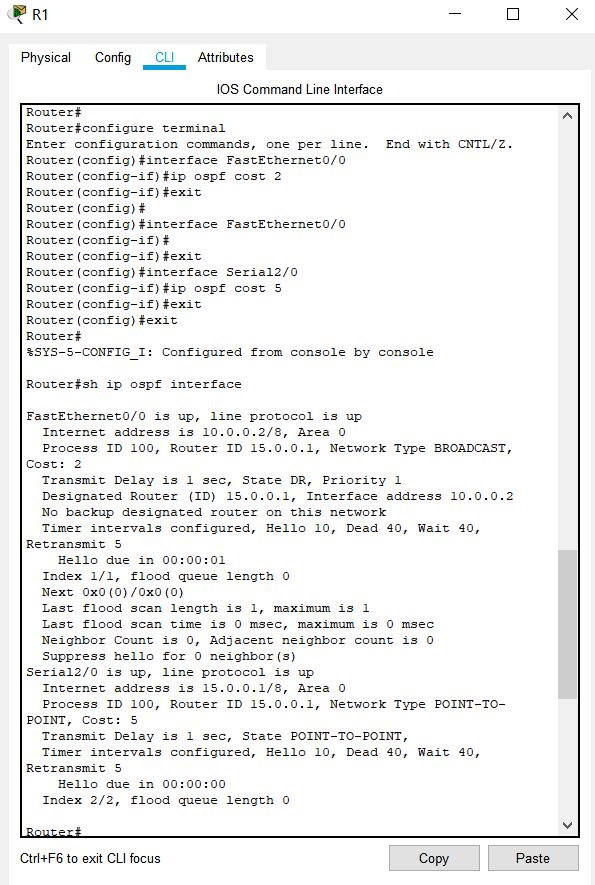 R1
Physical Config CLI Attributes
IOS Command Line Interface
Router#
Router#configure terminal
Enter configuration commands, one per line.  End with CNTL/Z.
Router(config)#interface FastEthernet0/0
Router(config-if)#ip ospf cost 2
Router(config-if)#exit
Router(config)#
Router(config)#interface FastEthernet0/0
Router(config-if)#
Router(config-if)#exit
Router(config)#interface Serial2/0
Router(config-if)#ip ospf cost 5
Router(config-if)#exit
Router(config)#exit
Router#
%SYS-5-CONFIG_I: Configured from console by console
Router#sh ip ospf interface
FastEthernet0/0 is up, line protocol is up
  Internet address is 10.0.0.2/8, Area 0
  Process ID 100, Router ID 15.0.0.1, Network Type BROADCAST,
Cost: 2
  Transmit Delay is 1 sec, State DR, Priority 1
  Designated Router (ID) 15.0.0.1, Interface address 10.0.0.2
  No backup designated router on this network
  Timer intervals configured, Hello 10, Dead 40, Wait 40,
Retransmit 5
    Hello due in 00:00:01
  Index 1/1, flood queue length 0
  Next 0x0(0)/0x0(0)
  Last flood scan length is 1, maximum is 1
  Last flood scan time is 0 msec, maximum is 0 msec
  Neighbor Count is 0, Adjacent neighbor count is 0
  Suppress hello for 0 neighbor(s)
Serial2/0 is up, line protocol is up
  Internet address is 15.0.0.1/8, Area 0
  Process ID 100, Router ID 15.0.0.1, Network Type POINT-TO-
POINT, Cost: 5
  Transmit Delay is 1 sec, State POINT-TO-POINT,
  Timer intervals configured, Hello 10, Dead 40, Wait 40,
Retransmit 5
    Hello due in 00:00:00
  Index 2/2, flood queue length 0
Router#
Ctrl+F6 to exit CLI focus Copy Paste